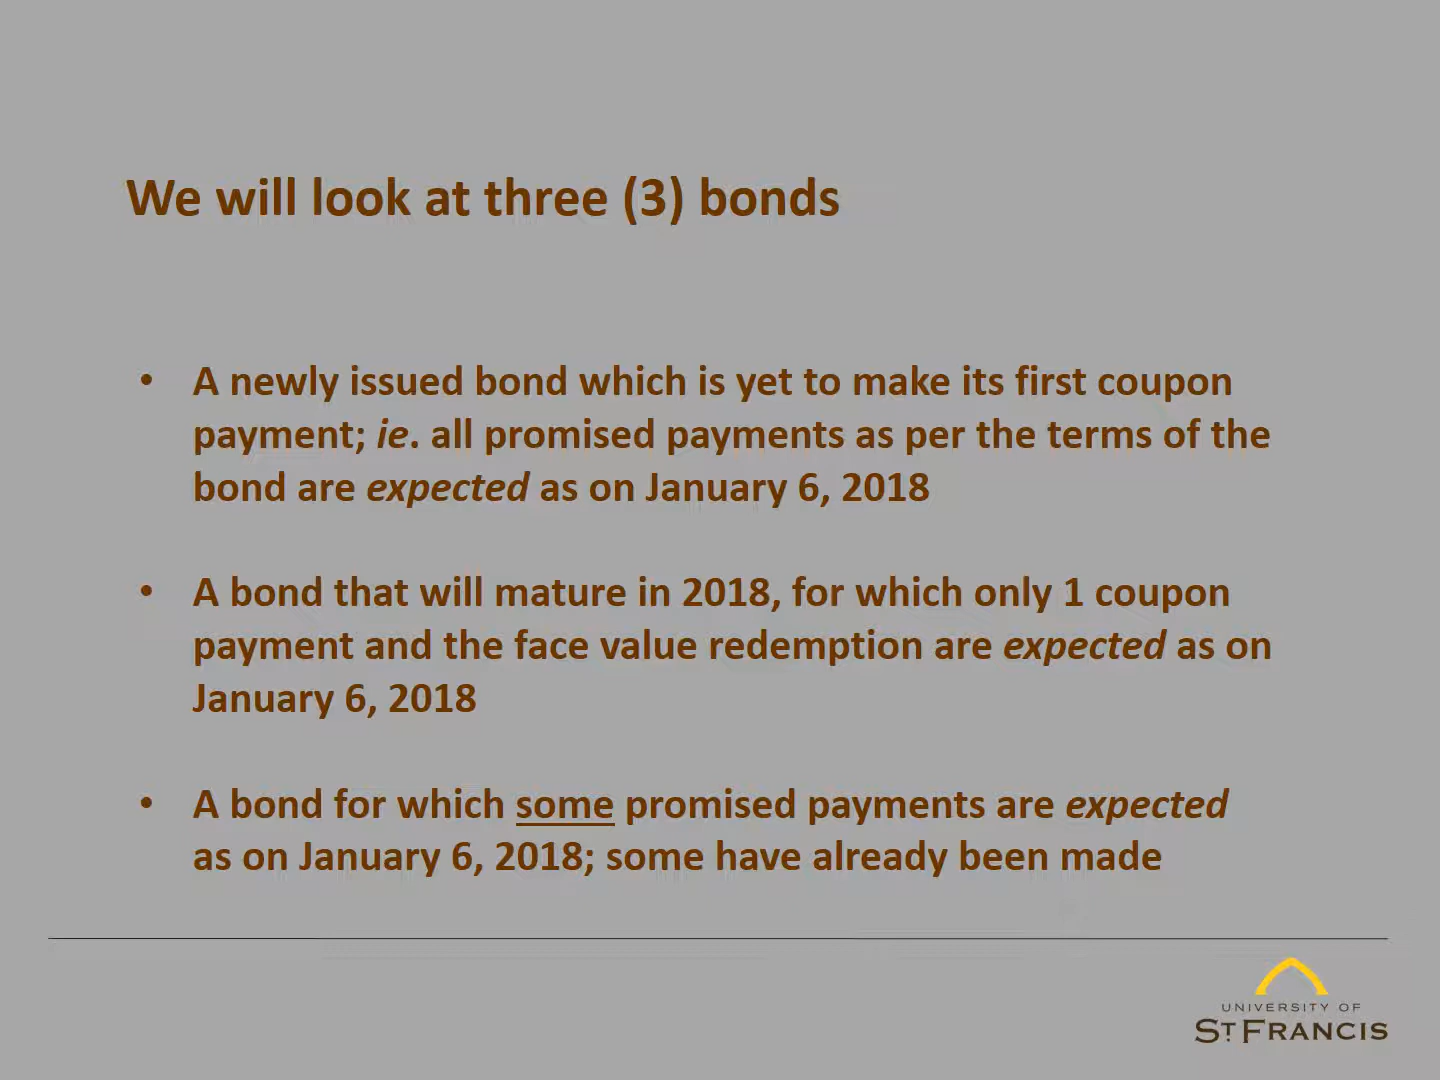 We will look at three (3) bonds
• A newly issued bond which is yet to make its first coupon
payment; ie. all promised payments as per the terms of the
bond are expected as on January 6, 2018
• A bond that will mature in 2018, for which only 1 coupon
payment and the face value redemption are expected as on
January 6, 2018
• A bond for which some promised payments are expected
as on January 6, 2018; some have already been made
UNIVERSITY OF
ST. FRANCIS